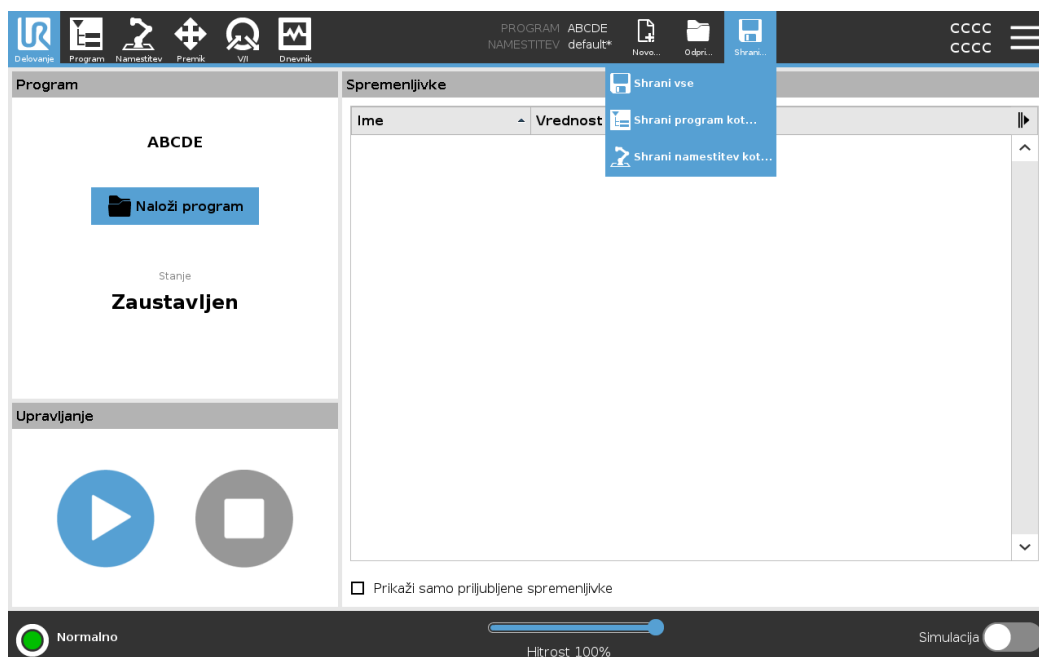 PROGRAM ABCDE
NAMESTITEV default*
Delovanje Program Namestitev Premik V/I Dnevnik
Novo... Odpri... Shrani...
CCCC
CCCC
Program
Spremenljivke
Shrani vse
Shrani program kot...
Shrani namestitev kot...
Ime Vrednost
ABCDE
Naloži program
Stanje
Zaustavljen
Upravljanje
Prikaži samo priljubljene spremenljivke
Normalno
Hitrost 100%
Simulacija